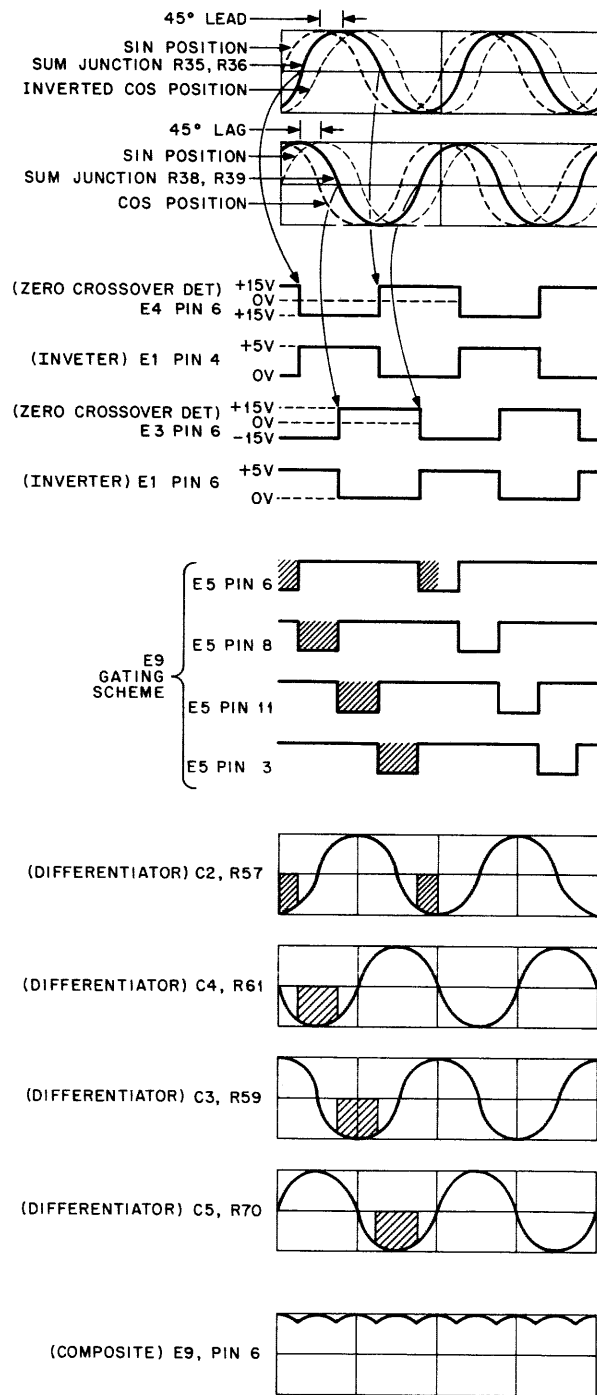 45° LEAD
SIN POSITION
SUM JUNCTION R35, R36
INVERTED COS POSITION
45° LAG
SIN POSITION
SUM JUNCTION R38, R39
COS POSITION
(ZERO CROSSOVER DET) +15V
0V
E4 PIN 6 +15V
+5V
(INVETER) E1 PIN 4
0V
(ZERO CROSSOVER DET) +15V
0V
E3 PIN 6 -15V
+5V
(INVERTER) E1 PIN 6
0V
E5 PIN 6
E5 PIN 8
E9
GATING
SCHEME
E5 PIN 11
E5 PIN 3
(DIFFERENTIATOR) C2, R57
(DIFFERENTIATOR) C4, R61
(DIFFERENTIATOR) C3, R59
(DIFFERENTIATOR) C5, R70
(COMPOSITE) E9, PIN 6